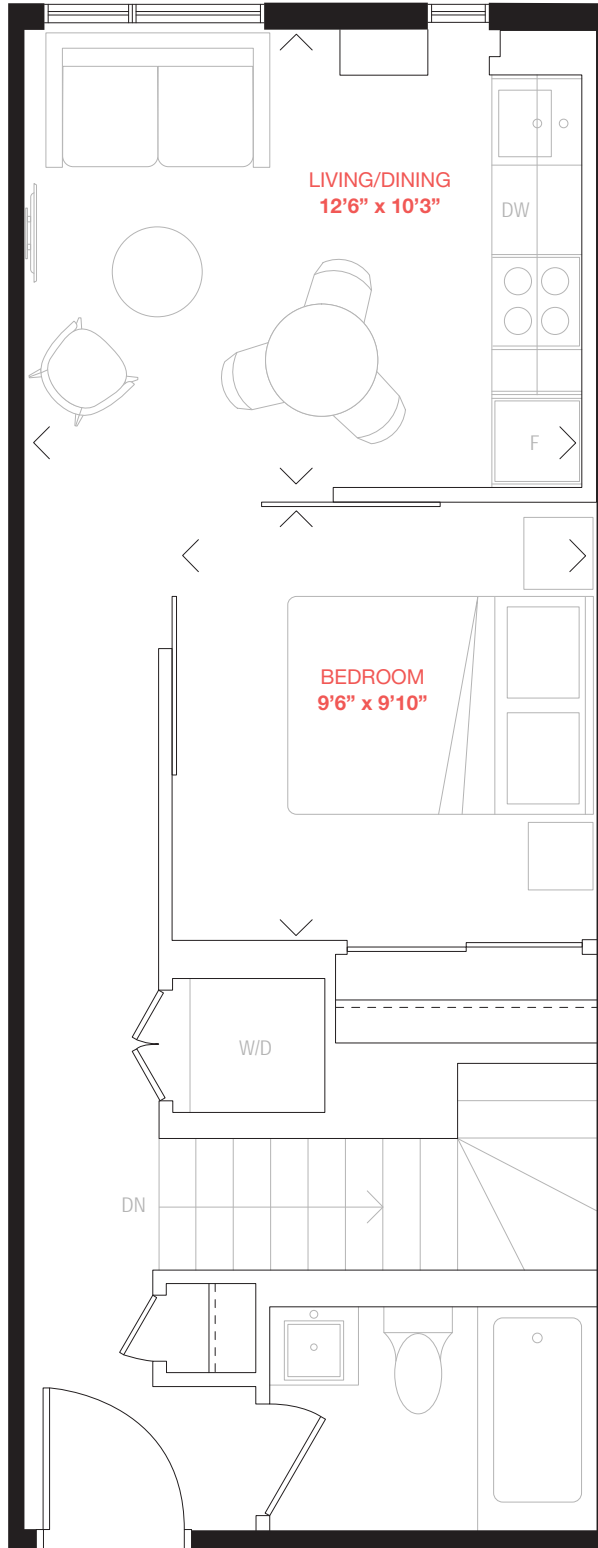 LIVING/DINING
12’6” x 10’3”
DW
F
BEDROOM
9’6” x 9’10”
W/D
DN